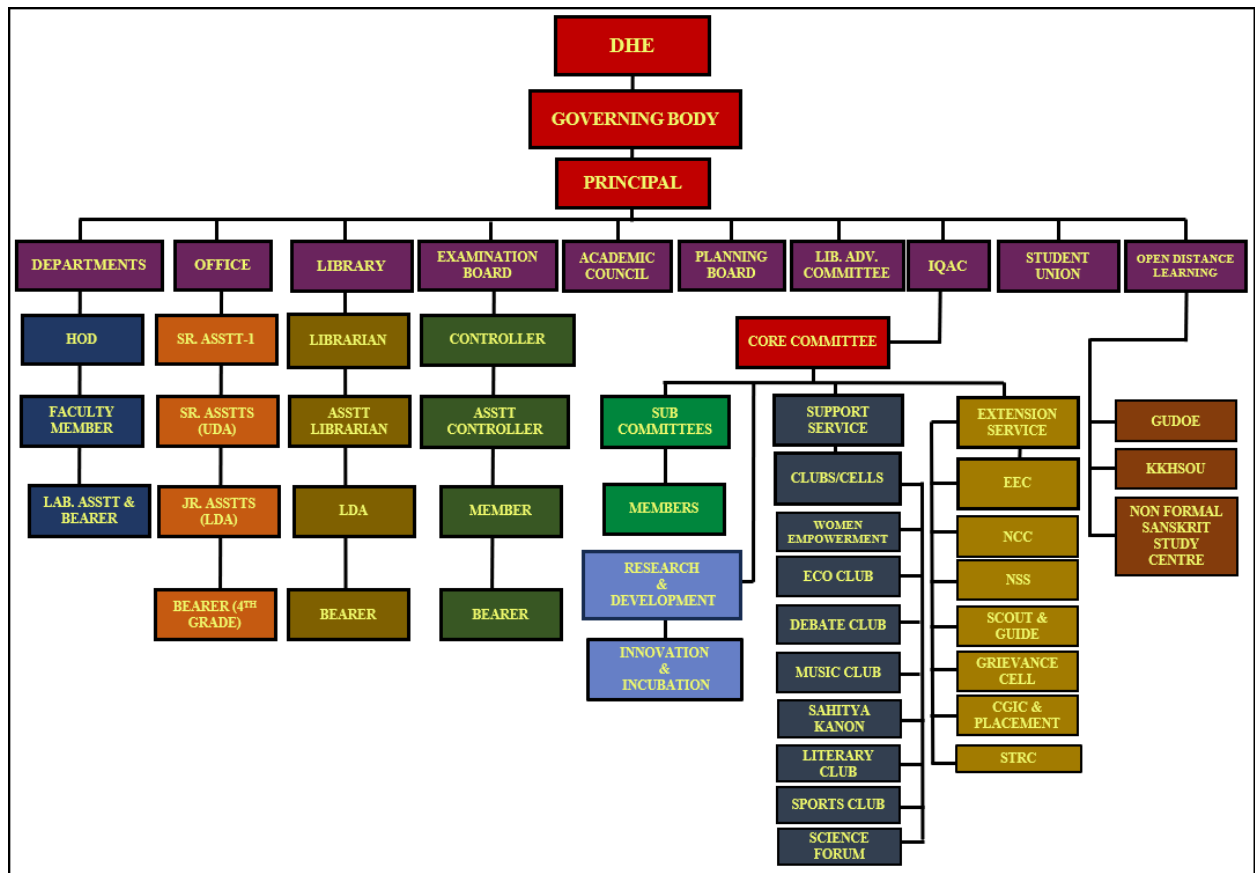 DHE
GOVERNING BODY
PRINCIPAL
DEPARTMENTS
OFFICE
LIBRARY
EXAMINATION
BOARD
ACADEMIC
COUNCIL
PLANNING
BOARD
LIB. ADV.
COMMITTEE
IQAC
STUDENT
UNION
OPEN DISTANCE
LEARNING
HOD
FACULTY
MEMBER
LAB. ASSTT &
BEARER
SR. ASSTT-1
SR. ASSTTS
(UDA)
JR. ASSTTS
(LDA)
BEARER (4TH
GRADE)
LIBRARIAN
ASSTT
LIBRARIAN
LDA
BEARER
CONTROLLER
ASSTT
CONTROLLER
MEMBER
BEARER
CORE COMMITTEE
SUB
COMMITTEES
MEMBERS
RESEARCH
&
DEVELOPMENT
INNOVATION
&
INCUBATION
SUPPORT
SERVICE
CLUBS/CELLS
WOMEN
EMPOWERMENT
ECO CLUB
DEBATE CLUB
MUSIC CLUB
SAHITYA
KANON
LITERARY
CLUB
SPORTS CLUB
SCIENCE
FORUM
EXTENSION
SERVICE
EEC
NCC
NSS
SCOUT &
GUIDE
GRIEVANCE
CELL
CGIC &
PLACEMENT
STRC
GUDOE
KKHSOU
NON FORMAL
SANSKRIT
STUDY
CENTRE